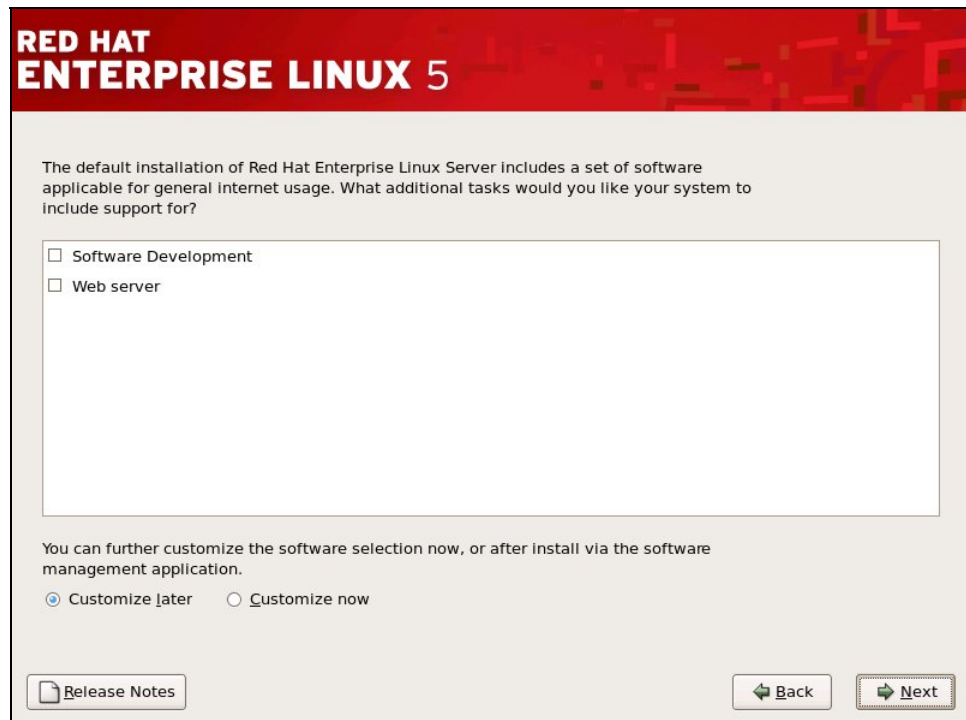 RED HAT
ENTERPRISE LINUX 5
The default installation of Red Hat Enterprise Linux Server includes a set of software
applicable for general internet usage. What additional tasks would you like your system to
include support for?
Software Development
Web server
You can further customize the software selection now, or after install via the software
management application.
Customize later Customize now
Release Notes Back Next